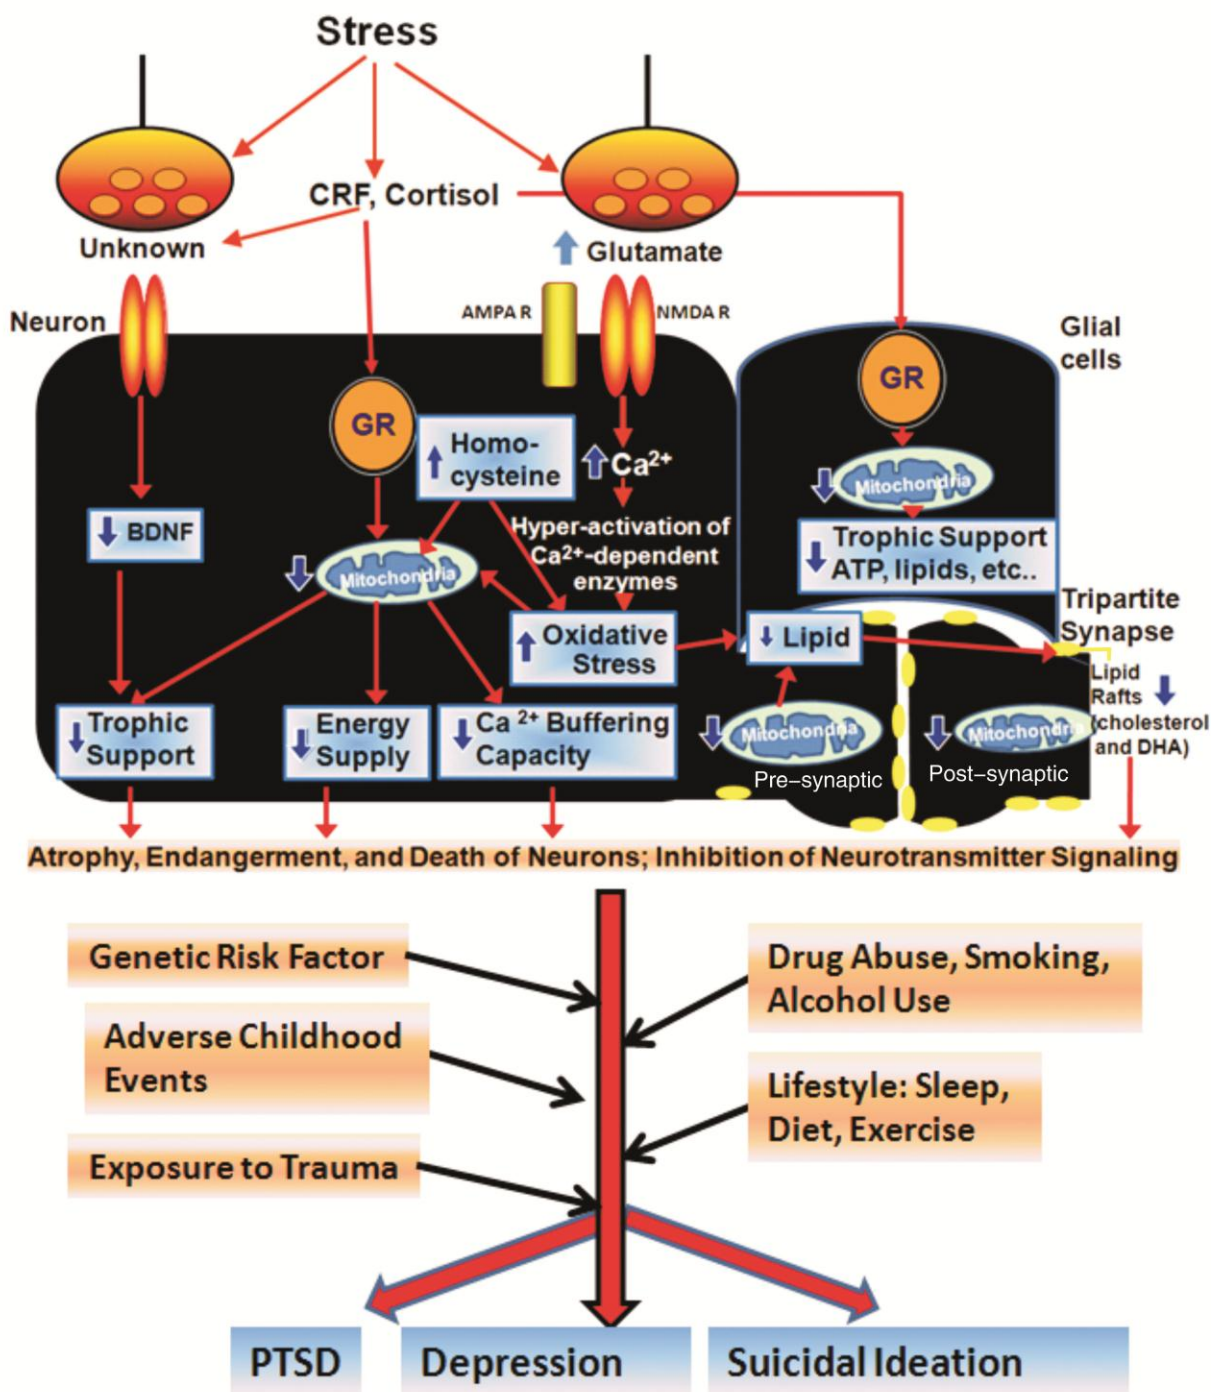 Stress
CRF, Cortisol
Unknown
Glutamate
Neuron
AMPA R
NMDA R
Glial
cells
GR
GR
Homo-
cysteine
Ca²⁺
Mitochondria
BDNF
Hyper-activation of
Ca²⁺-dependent
enzymes
Trophic Support
ATP, lipids, etc..
Mitochondria
Oxidative
Stress
Lipid
Tripartite
Synapse
Lipid
Rafts
(cholesterol
and DHA)
Trophic
Support
Energy
Supply
Ca ²⁺ Buffering
Capacity
Mitochondria
Mitochondria
Pre-synaptic
Post-synaptic
Atrophy, Endangerment, and Death of Neurons; Inhibition of Neurotransmitter Signaling
Genetic Risk Factor
Drug Abuse, Smoking,
Alcohol Use
Adverse Childhood
Events
Lifestyle: Sleep,
Diet, Exercise
Exposure to Trauma
PTSD
Depression
Suicidal Ideation